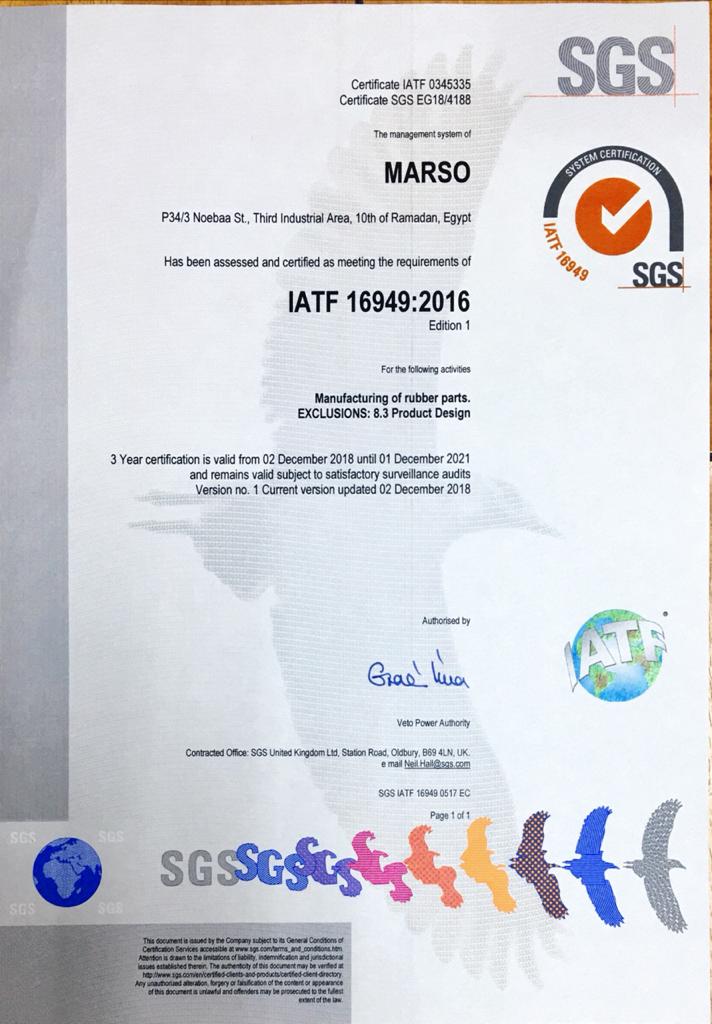 SGS
Certificate IATF 0345335
Certificate SGS EG18/4188
The management system of
MARSO
SYSTEM CERTIFICATION
IATF 16949
SGS
P34/3 Noebaa St., Third Industrial Area, 10th of Ramadan, Egypt
Has been assessed and certified as meeting the requirements of
IATF 16949:2016
Edition 1
For the following activities
Manufacturing of rubber parts.
EXCLUSIONS: 8.3 Product Design
3 Year certification is valid from 02 December 2018 until 01 December 2021
and remains valid subject to satisfactory surveillance audits
Version no. 1 Current version updated 02 December 2018
Authorised by
IATF®
Veto Power Authority
Contracted Office: SGS United Kingdom Ltd, Station Road, Oldbury, B69 4LN, UK.
e mail Neil.Hall@sgs.com
SGS IATF 16949 0517 EC
Page 1 of 1
SGS SGS
SGS SGS
SGS SGS SGS
This document is issued by the Company subject to its General Conditions of
Certification Services accessible at www.sgs.com/terms_and_conditions.htm.
Attention is drawn to the limitations of liability, indemnification and jurisdictional
issues established therein. The authenticity of this document may be verified at
http://www.sgs.com/en/certified-clients-and-products/certified-client-directory.
Any unauthorized alteration, forgery or falsification of the content or appearance
of this document is unlawful and offenders may be prosecuted to the fullest
extent of the law.